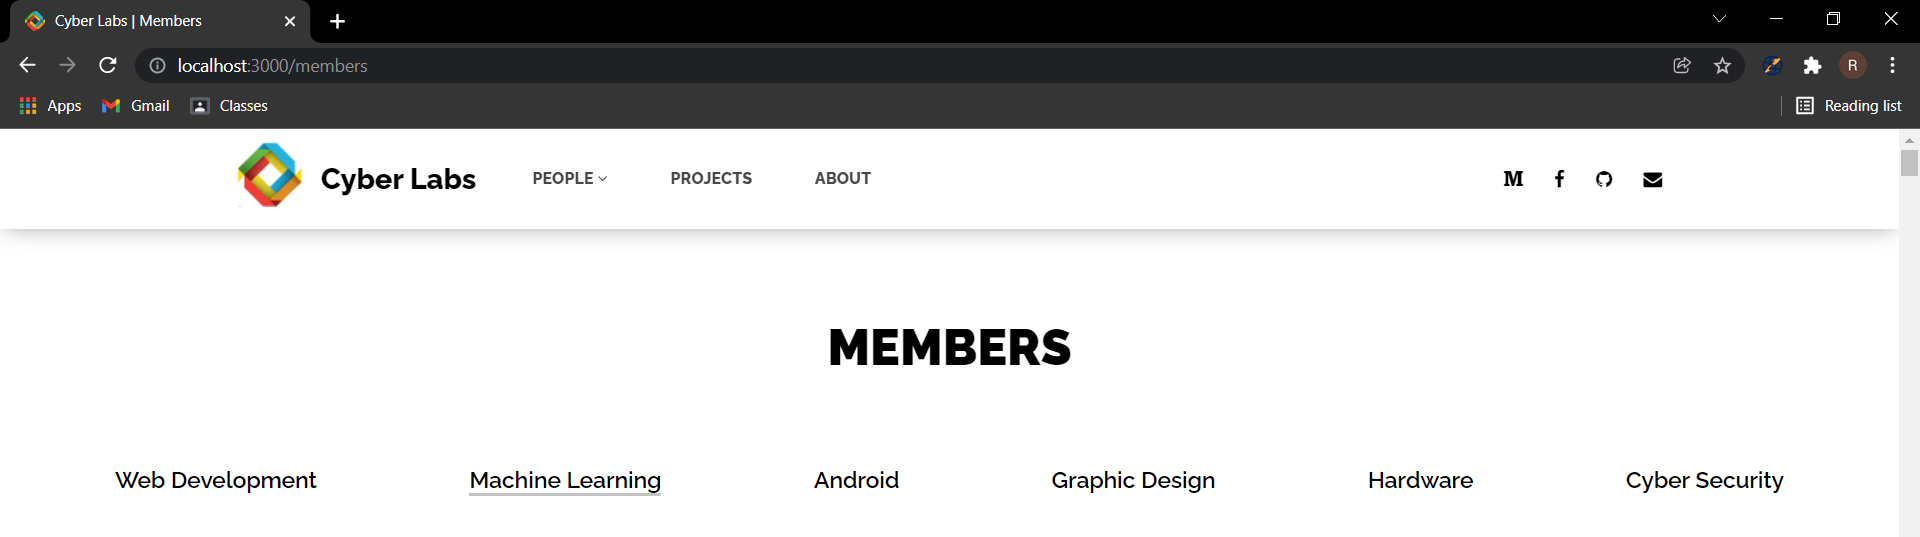 Cyber Labs | Members
localhost:3000/members
R
Apps Gmail Classes Reading list
Cyber Labs PEOPLE PROJECTS ABOUT M f
MEMBERS
Web Development Machine Learning Android Graphic Design Hardware Cyber Security